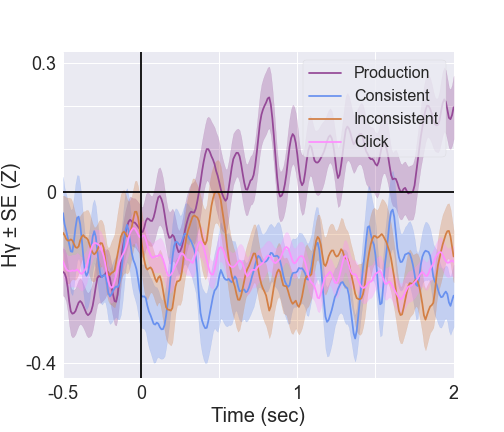 Hγ ± SE (Z)
0.3
0
-0.4
-0.5
0
1
2
Time (sec)
Production
Consistent
Inconsistent
Click